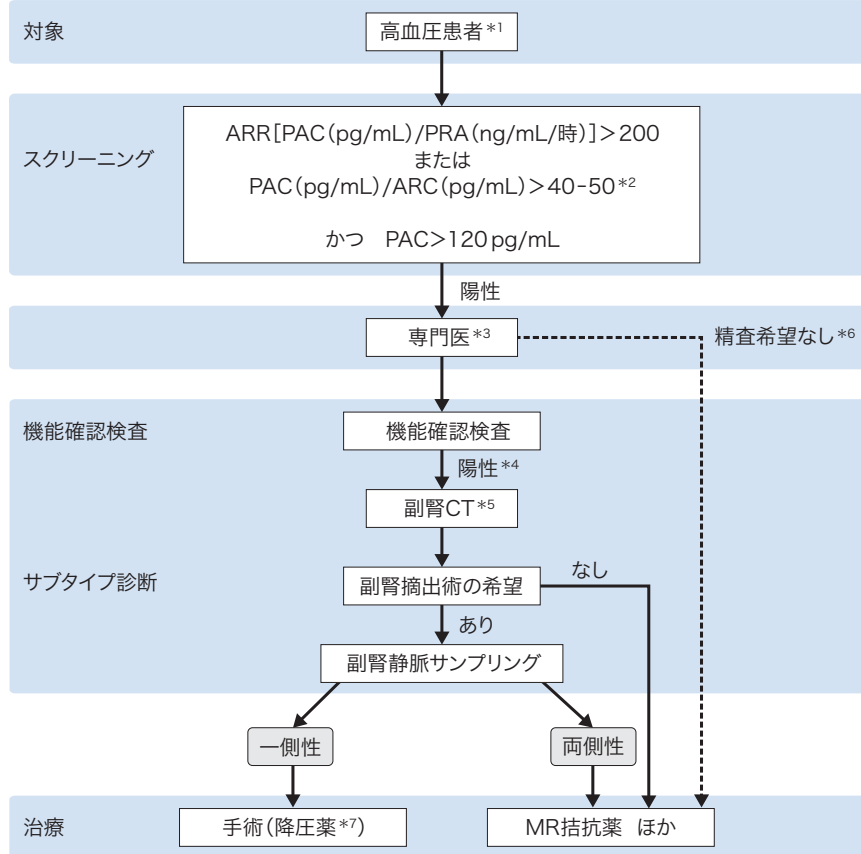 対象
高血圧患者*1
スクリーニング
ARR[PAC(pg/mL)/PRA(ng/mL/時)]>200
または
PAC(pg/mL)/ARC(pg/mL)>40-50*2
かつ PAC>120pg/mL
陽性
専門医*3
精査希望なし*6
機能確認検査
機能確認検査
陽性*4
副腎CT*5
サブタイプ診断
副腎摘出術の希望
なし
あり
副腎静脈サンプリング
一側性
両側性
治療
手術(降圧薬*7)
MR拮抗薬 ほか